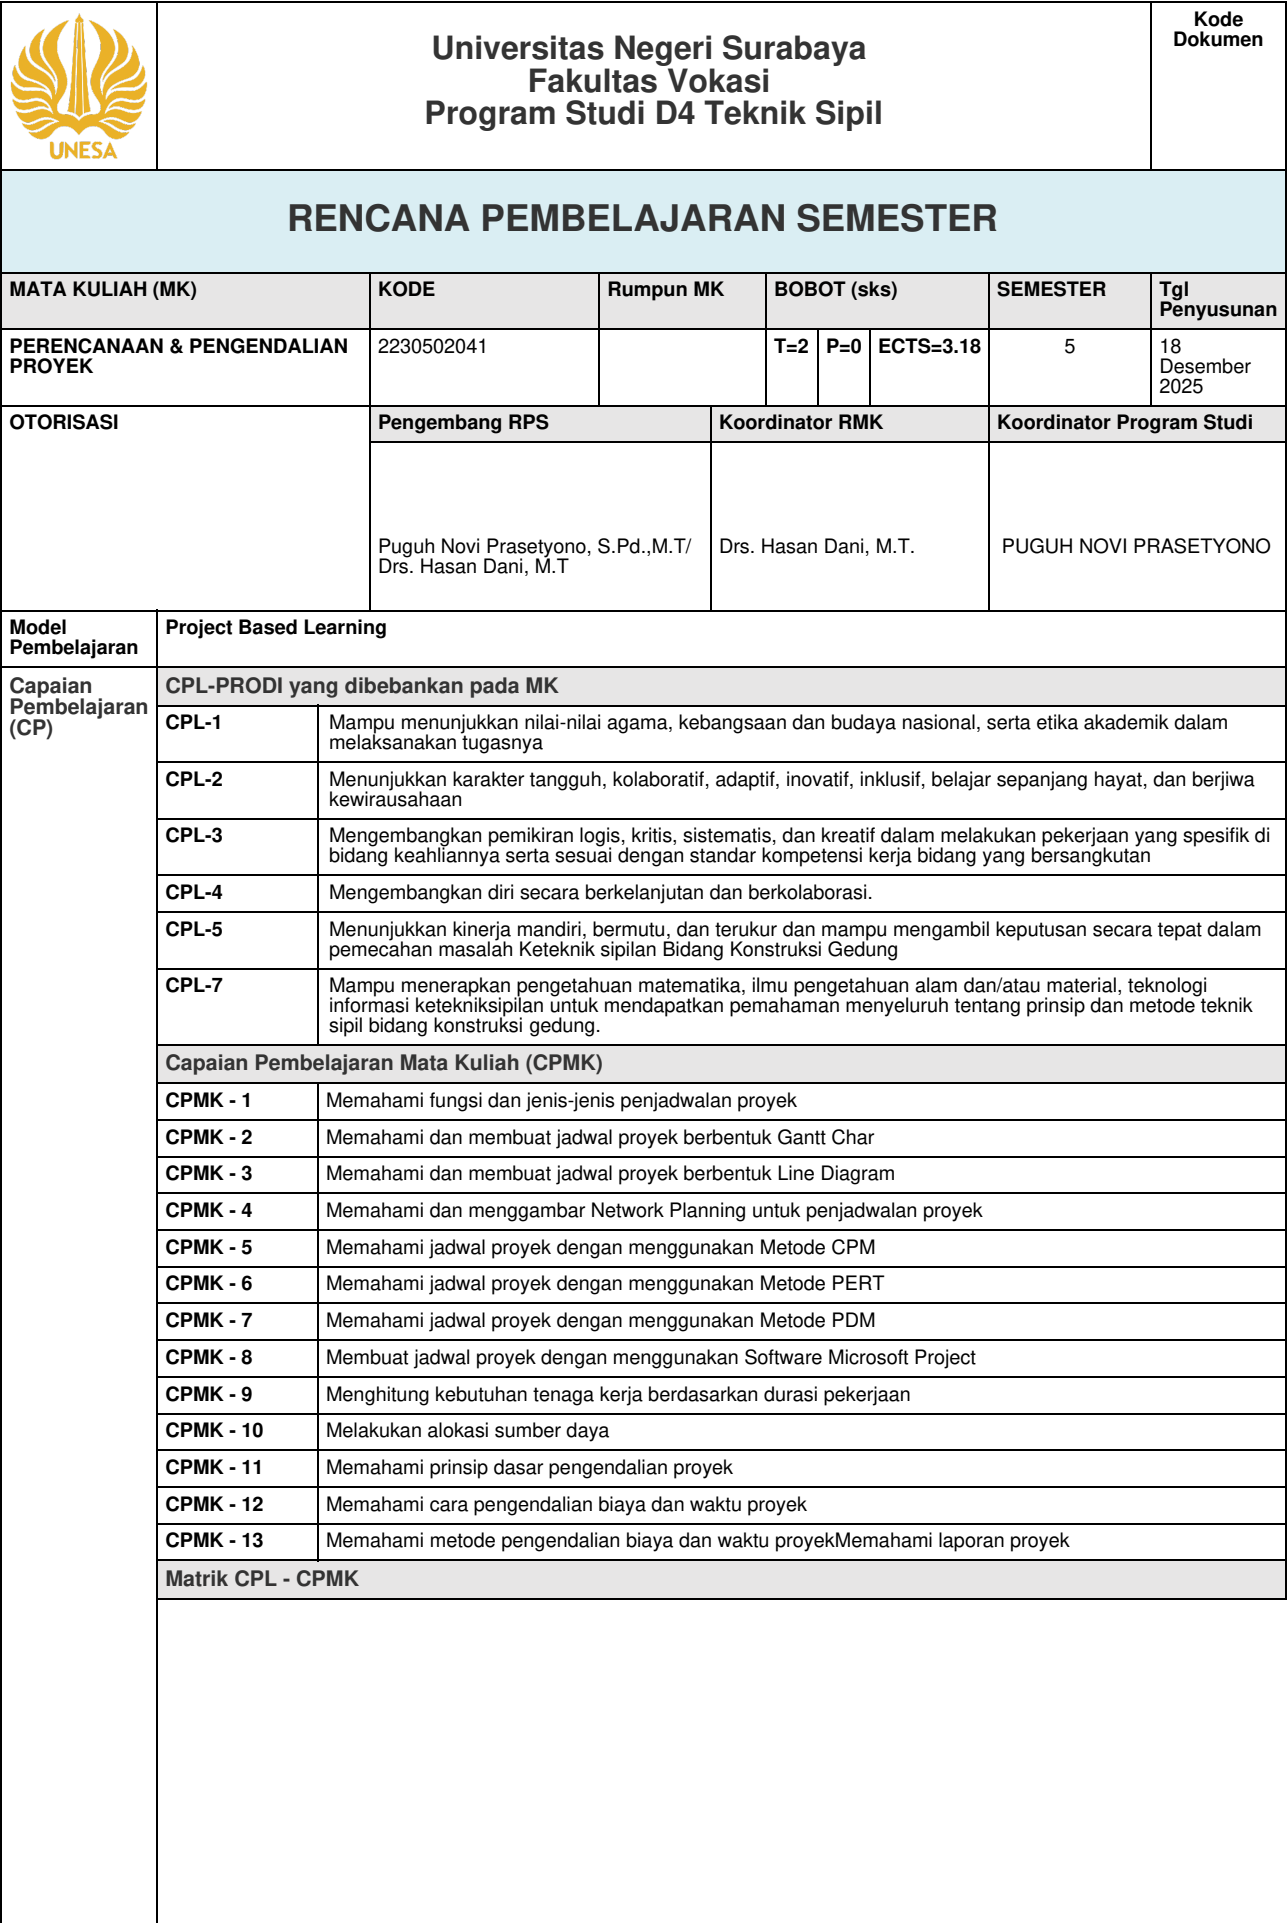 UNESA
Universitas Negeri Surabaya
Fakultas Vokasi
Program Studi D4 Teknik Sipil
Kode
Dokumen
RENCANA PEMBELAJARAN SEMESTER
MATA KULIAH (MK)
KODE
Rumpun MK
BOBOT (sks)
SEMESTER
Tgl
Penyusunan
PERENCANAAN & PENGENDALIAN
PROYEK
2230502041
T=2
P=0
ECTS=3.18
5
18
Desember
2025
OTORISASI
Pengembang RPS
Koordinator RMK
Koordinator Program Studi
Puguh Novi Prasetyono, S.Pd.,M.T/
Drs. Hasan Dani, M.T
Drs. Hasan Dani, M.T.
PUGUH NOVI PRASETYONO
Model
Pembelajaran
Project Based Learning
Capaian
Pembelajaran
(CP)
CPL-PRODI yang dibebankan pada MK
CPL-1
Mampu menunjukkan nilai-nilai agama, kebangsaan dan budaya nasional, serta etika akademik dalam
melaksanakan tugasnya
CPL-2
Menunjukkan karakter tangguh, kolaboratif, adaptif, inovatif, inklusif, belajar sepanjang hayat, dan berjiwa
kewirausahaan
CPL-3
Mengembangkan pemikiran logis, kritis, sistematis, dan kreatif dalam melakukan pekerjaan yang spesifik di
bidang keahliannya serta sesuai dengan standar kompetensi kerja bidang yang bersangkutan
CPL-4
Mengembangkan diri secara berkelanjutan dan berkolaborasi.
CPL-5
Menunjukkan kinerja mandiri, bermutu, dan terukur dan mampu mengambil keputusan secara tepat dalam
pemecahan masalah Keteknik sipilan Bidang Konstruksi Gedung
CPL-7
Mampu menerapkan pengetahuan matematika, ilmu pengetahuan alam dan/atau material, teknologi
informasi ketekniksipilan untuk mendapatkan pemahaman menyeluruh tentang prinsip dan metode teknik
sipil bidang konstruksi gedung.
Capaian Pembelajaran Mata Kuliah (CPMK)
CPMK - 1
Memahami fungsi dan jenis-jenis penjadwalan proyek
CPMK - 2
Memahami dan membuat jadwal proyek berbentuk Gantt Char
CPMK - 3
Memahami dan membuat jadwal proyek berbentuk Line Diagram
CPMK - 4
Memahami dan menggambar Network Planning untuk penjadwalan proyek
CPMK - 5
Memahami jadwal proyek dengan menggunakan Metode CPM
CPMK - 6
Memahami jadwal proyek dengan menggunakan Metode PERT
CPMK - 7
Memahami jadwal proyek dengan menggunakan Metode PDM
CPMK - 8
Membuat jadwal proyek dengan menggunakan Software Microsoft Project
CPMK - 9
Menghitung kebutuhan tenaga kerja berdasarkan durasi pekerjaan
CPMK - 10
Melakukan alokasi sumber daya
CPMK - 11
Memahami prinsip dasar pengendalian proyek
CPMK - 12
Memahami cara pengendalian biaya dan waktu proyek
CPMK - 13
Memahami metode pengendalian biaya dan waktu proyekMemahami laporan proyek
Matrik CPL - CPMK